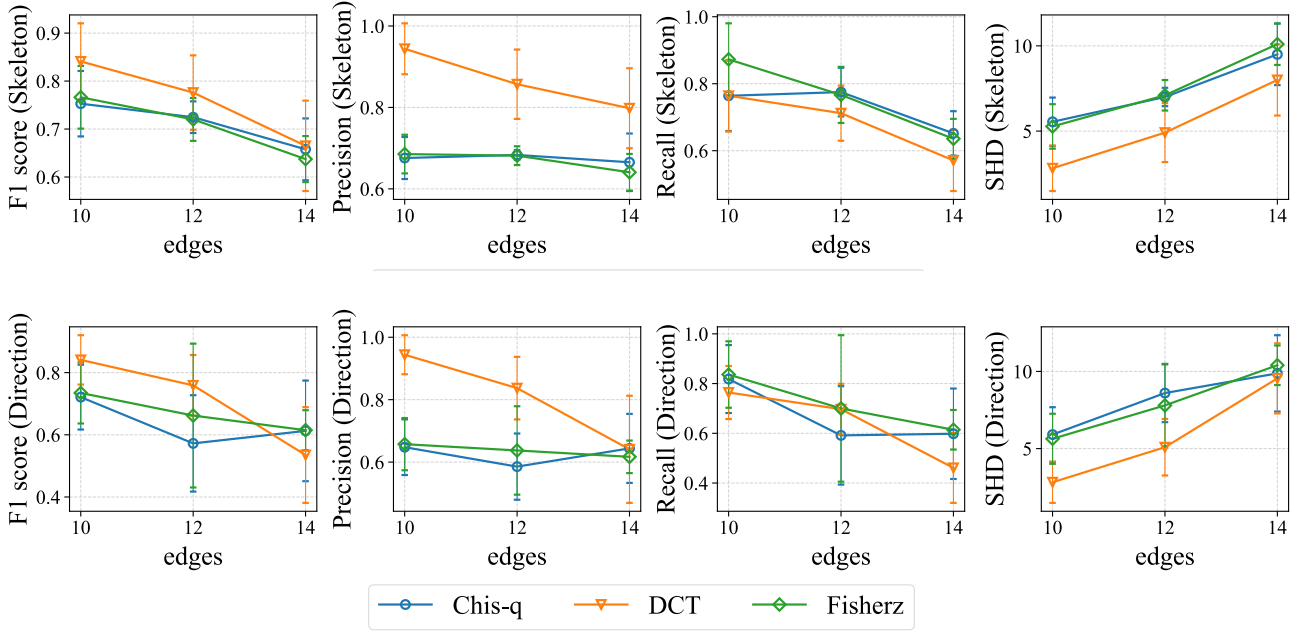 F1 score (Skeleton)
0.9
0.8
0.7
0.6
10
12
14
edges
Precision (Skeleton)
1.0
0.8
0.6
10
12
14
edges
Recall (Skeleton)
1.0
0.8
0.6
10
12
14
edges
SHD (Skeleton)
10
5
10
12
14
edges
F1 score (Direction)
0.8
0.6
0.4
10
12
14
edges
Precision (Direction)
1.0
0.8
0.6
10
12
14
edges
Recall (Direction)
1.0
0.8
0.6
0.4
10
12
14
edges
SHD (Direction)
10
5
10
12
14
edges
Chis-q
DCT
Fisherz